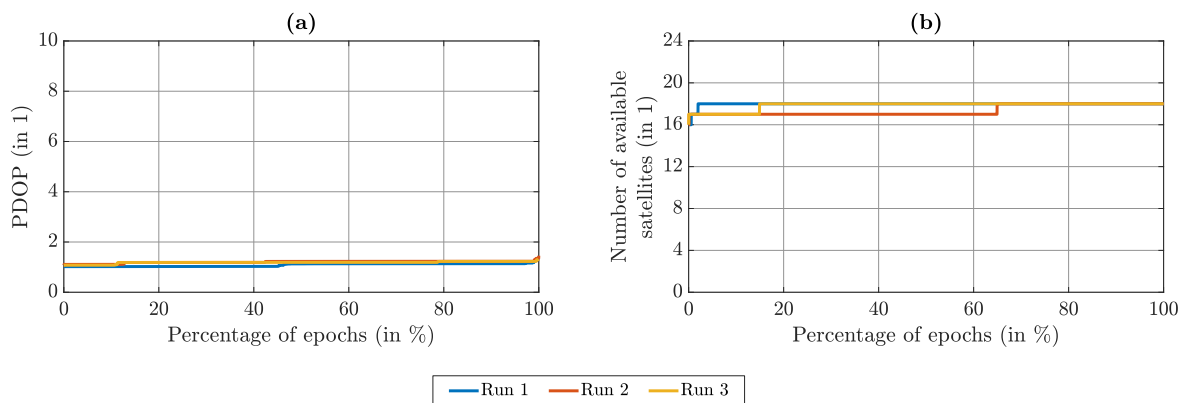 (a)
10
8
6
4
2
0
PDOP (in 1)
0 20 40 60 80 100
Percentage of epochs (in %)
(b)
24
20
16
12
8
4
0
Number of available
satellites (in 1)
0 20 40 60 80 100
Percentage of epochs (in %)
Run 1 Run 2 Run 3